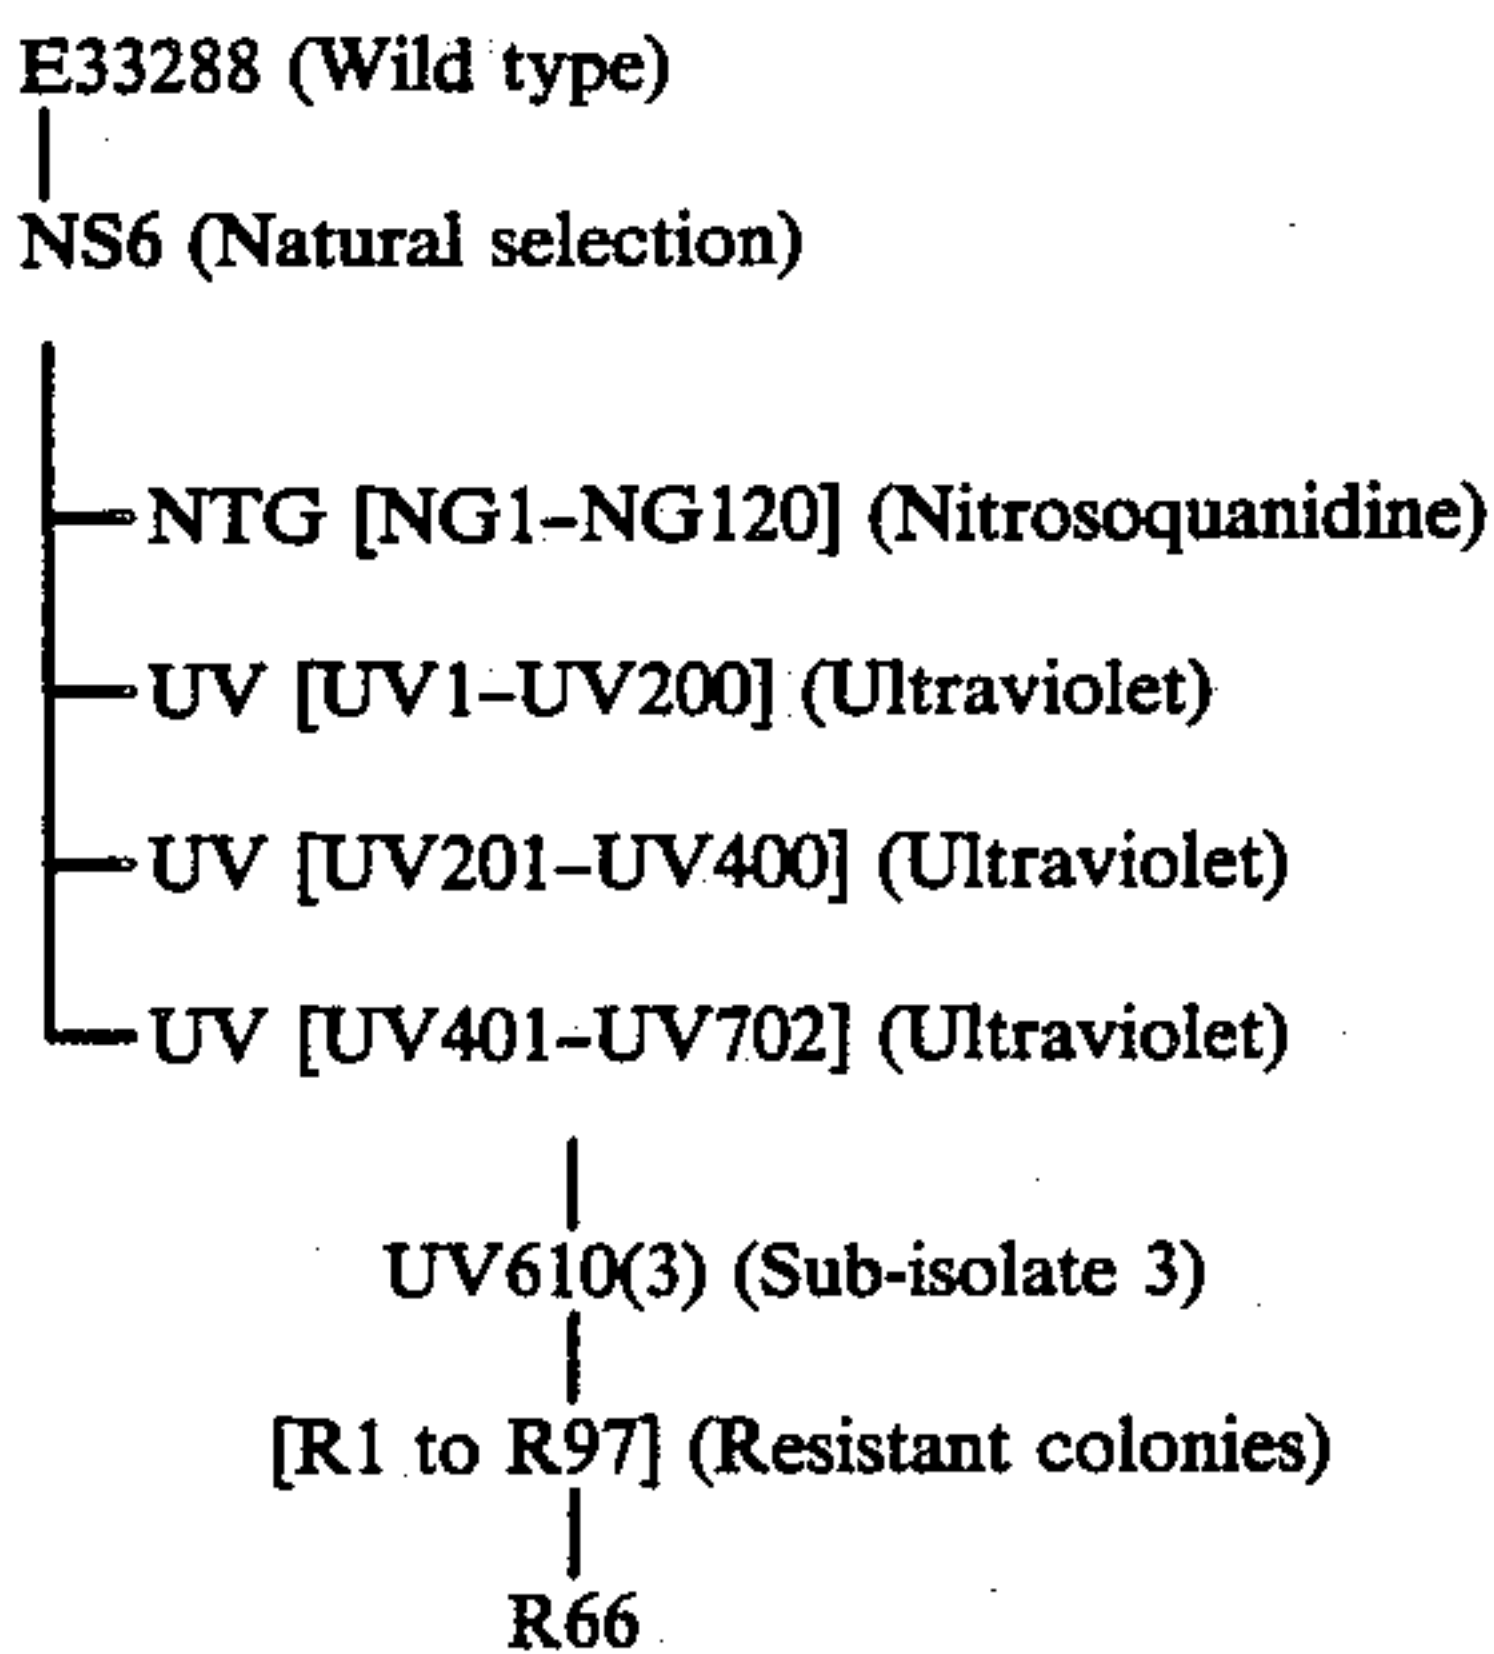 E33288 (Wild type)
NS6 (Natural selection)
NTG [NG1–NG120] (Nitrosoquanidine)
UV [UV1–UV200] (Ultraviolet)
UV [UV201–UV400] (Ultraviolet)
UV [UV401–UV702] (Ultraviolet)
UV610(3) (Sub-isolate 3)
[R1 to R97] (Resistant colonies)
R66